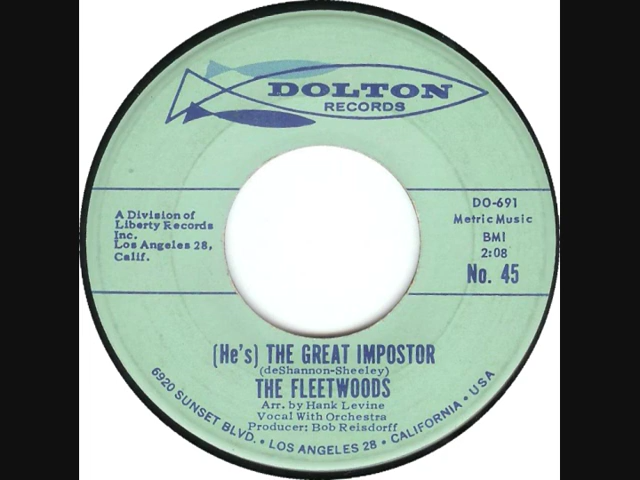 DOLTON
RECORDS
A Division of
Liberty Records
Inc.
Los Angeles 28,
Calif.
DO-691
Metric Music
BMI
2:08
No. 45
(He's) THE GREAT IMPOSTOR
(deShannon-Sheeley)
THE FLEETWOODS
Arr. by Hank Levine
Vocal With Orchestra
Producer: Bob Reisdorff
6920 SUNSET BLVD. • LOS ANGELES 28 • CALIFORNIA • USA